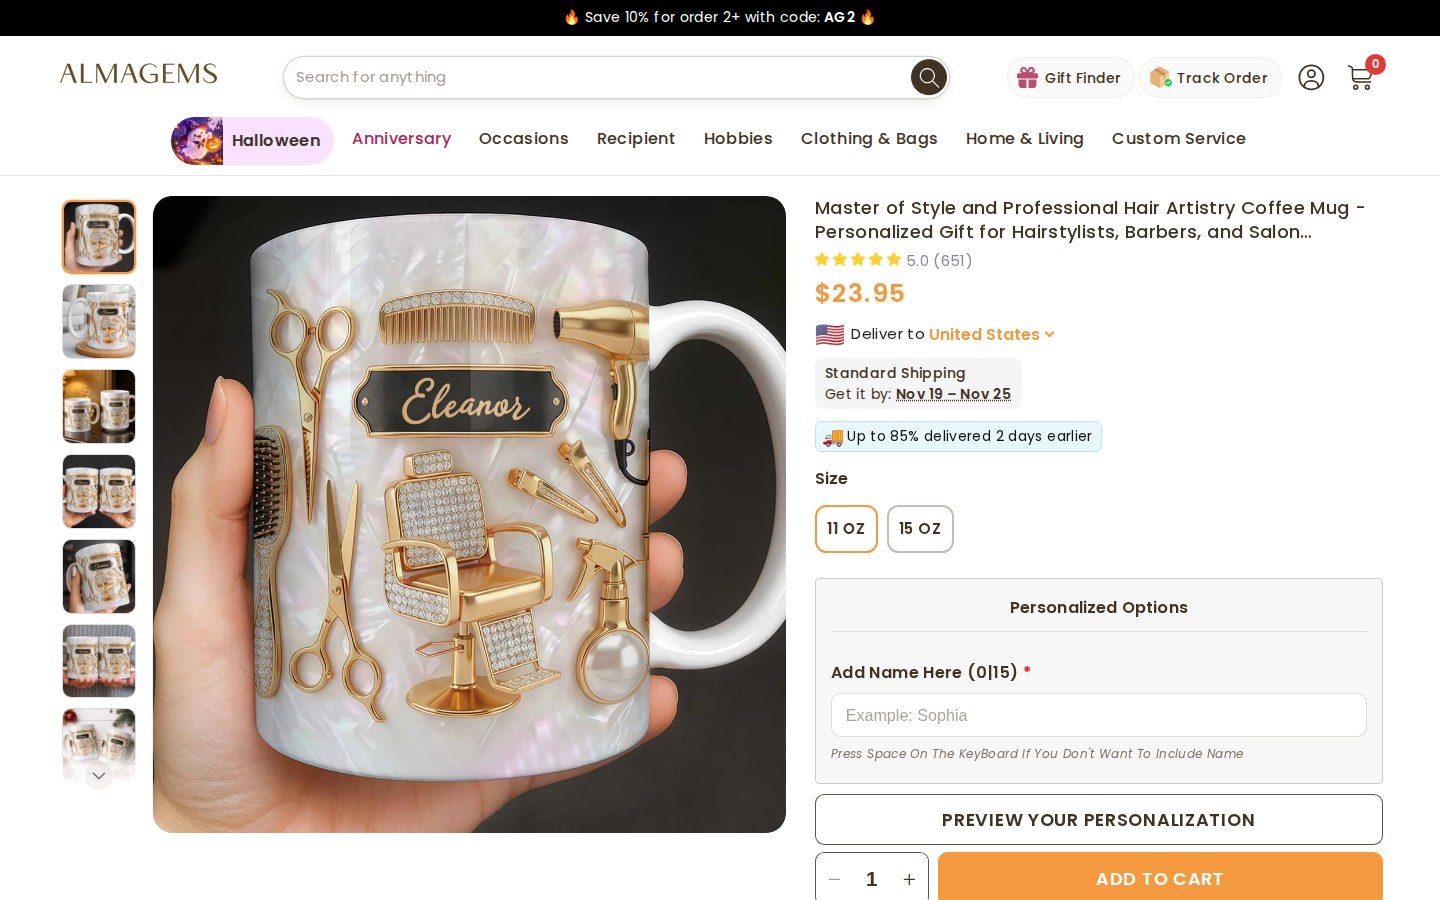 🔥 Save 10% for order 2+ with code: AG2 🔥
ALMAGEMS
Search for anything
Gift Finder
Track Order
0
Halloween
Anniversary
Occasions
Recipient
Hobbies
Clothing & Bags
Home & Living
Custom Service
Eleanor
Master of Style and Professional Hair Artistry Coffee Mug -
Personalized Gift for Hairstylists, Barbers, and Salon...
5.0 (651)
$23.95
Deliver to United States
Standard Shipping
Get it by: Nov 19 – Nov 25
🚚 Up to 85% delivered 2 days earlier
Size
11 OZ
15 OZ
Personalized Options
Add Name Here (0|15) *
Example: Sophia
Press Space On The KeyBoard If You Don't Want To Include Name
PREVIEW YOUR PERSONALIZATION
− 1 +
ADD TO CART